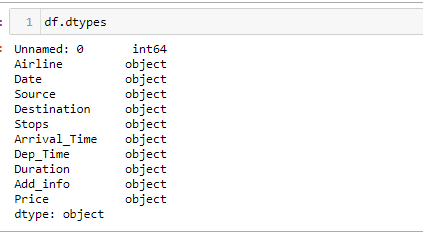 1 df.dtypes
Unnamed: 0 int64
Airline object
Date object
Source object
Destination object
Stops object
Arrival_Time object
Dep_Time object
Duration object
Add_info object
Price object
dtype: object